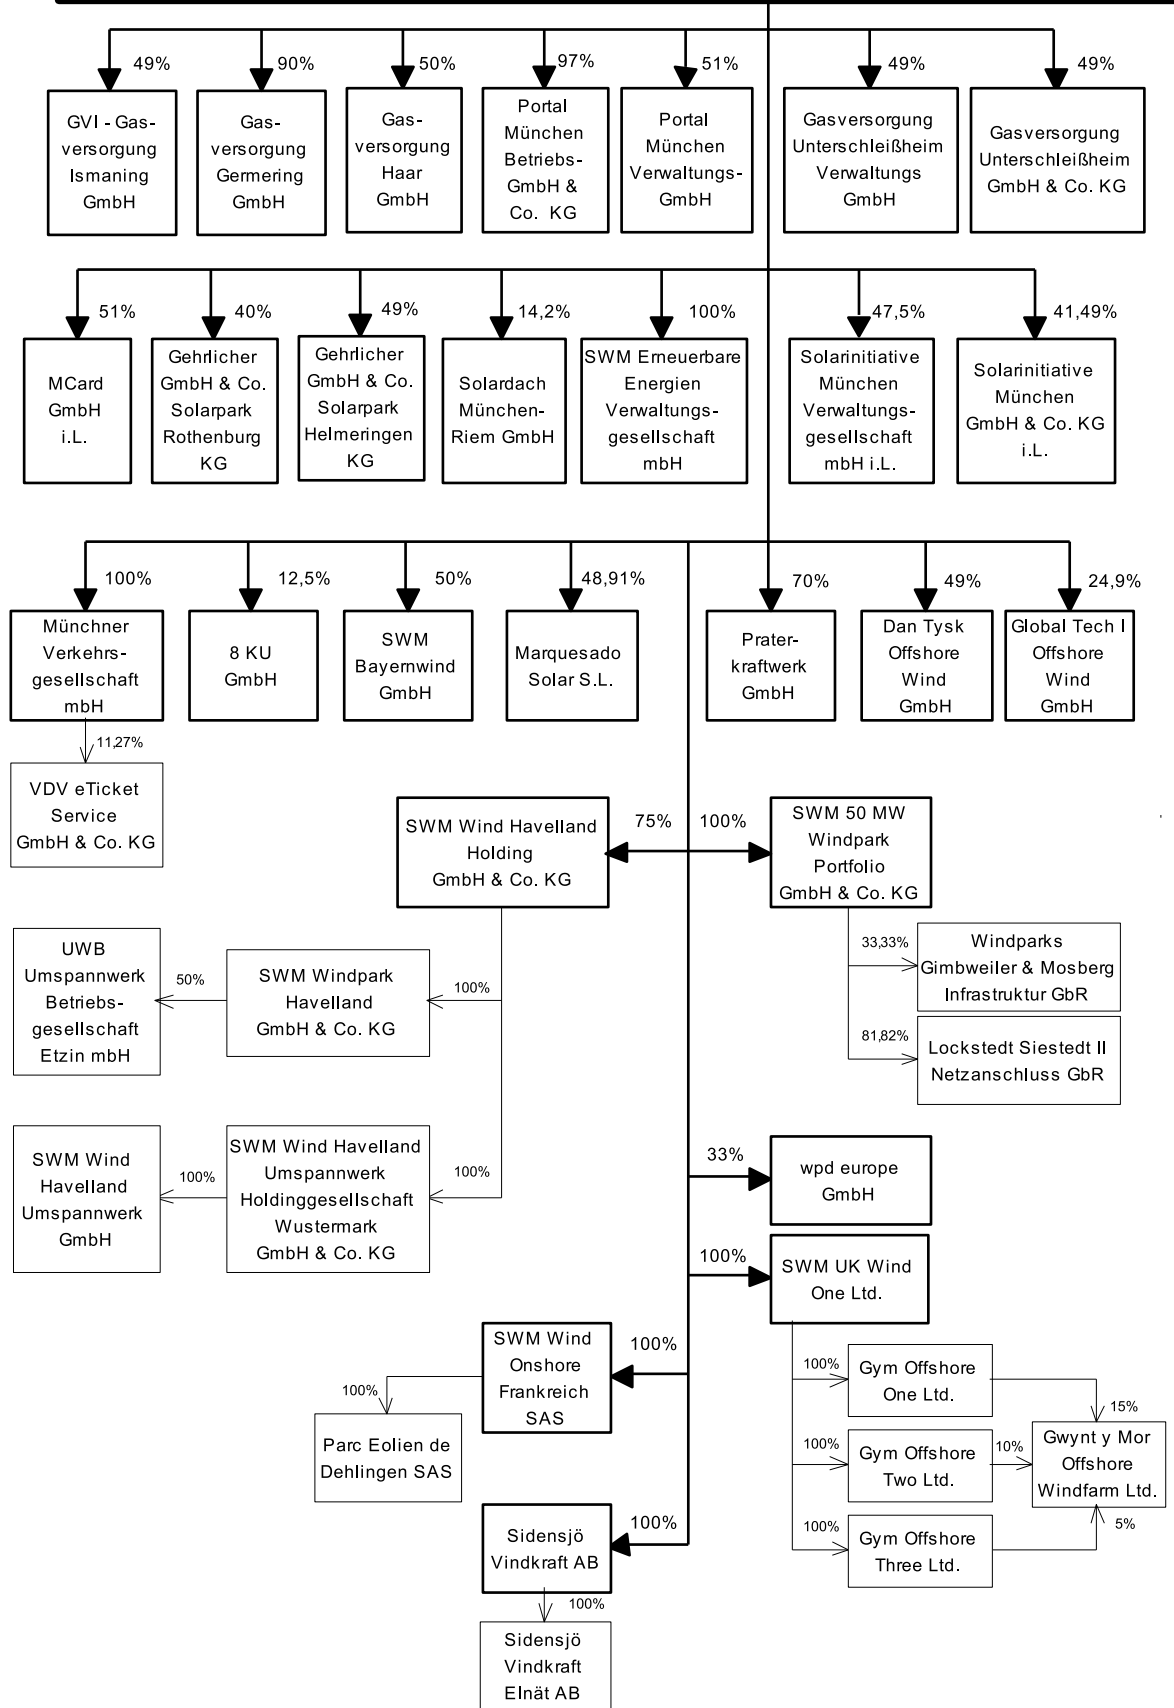 49%
GVI - Gas-
versorgung
Ismaning
GmbH
90%
Gas-
versorgung
Germering
GmbH
50%
Gas-
versorgung
Haar
GmbH
97%
Portal
München
Betriebs-
GmbH &
Co. KG
51%
Portal
München
Verwaltungs-
GmbH
49%
Gasversorgung
Unterschleißheim
Verwaltungs
GmbH
49%
Gasversorgung
Unterschleißheim
GmbH & Co. KG
51%
MCard
GmbH
i.L.
40%
Gehrlicher
GmbH & Co.
Solarpark
Rothenburg
KG
49%
Gehrlicher
GmbH & Co.
Solarpark
Helmeringen
KG
14,2%
Solardach
München-
Riem GmbH
100%
SWM Erneuerbare
Energien
Verwaltungs-
gesellschaft
mbH
47,5%
Solarinitiative
München
Verwaltungs-
gesellschaft
mbH i.L.
41,49%
Solarinitiative
München
GmbH & Co. KG
i.L.
100%
Münchner
Verkehrs-
gesellschaft
mbH
12,5%
8 KU
GmbH
50%
SWM
Bayernwind
GmbH
48,91%
Marquesado
Solar S.L.
70%
Prater-
kraftwerk
GmbH
49%
Dan Tysk
Offshore
Wind
GmbH
24,9%
Global Tech I
Offshore
Wind
GmbH
11,27%
VDV eTicket
Service
GmbH & Co. KG
75%
SWM Wind Havelland
Holding
GmbH & Co. KG
100%
SWM 50 MW
Windpark
Portfolio
GmbH & Co. KG
33,33%
Windparks
Gimbweiler & Mosberg
Infrastruktur GbR
81,82%
Lockstedt Siestedt II
Netzanschluss GbR
100%
SWM Windpark
Havelland
GmbH & Co. KG
50%
UWB
Umspannwerk
Betriebs-
gesellschaft
Etzin mbH
100%
SWM Wind Havelland
Umspannwerk
Holdinggesellschaft
Wustermark
GmbH & Co. KG
100%
SWM Wind
Havelland
Umspannwerk
GmbH
33%
wpd europe
GmbH
100%
SWM UK Wind
One Ltd.
100%
SWM Wind
Onshore
Frankreich
SAS
100%
Parc Eolien de
Dehlingen SAS
100%
Gym Offshore
One Ltd.
15%
100%
Gym Offshore
Two Ltd.
10%
Gwynt y Mor
Offshore
Windfarm Ltd.
100%
Gym Offshore
Three Ltd.
5%
100%
Sidensjö
Vindkraft AB
100%
Sidensjö
Vindkraft
Elnät AB